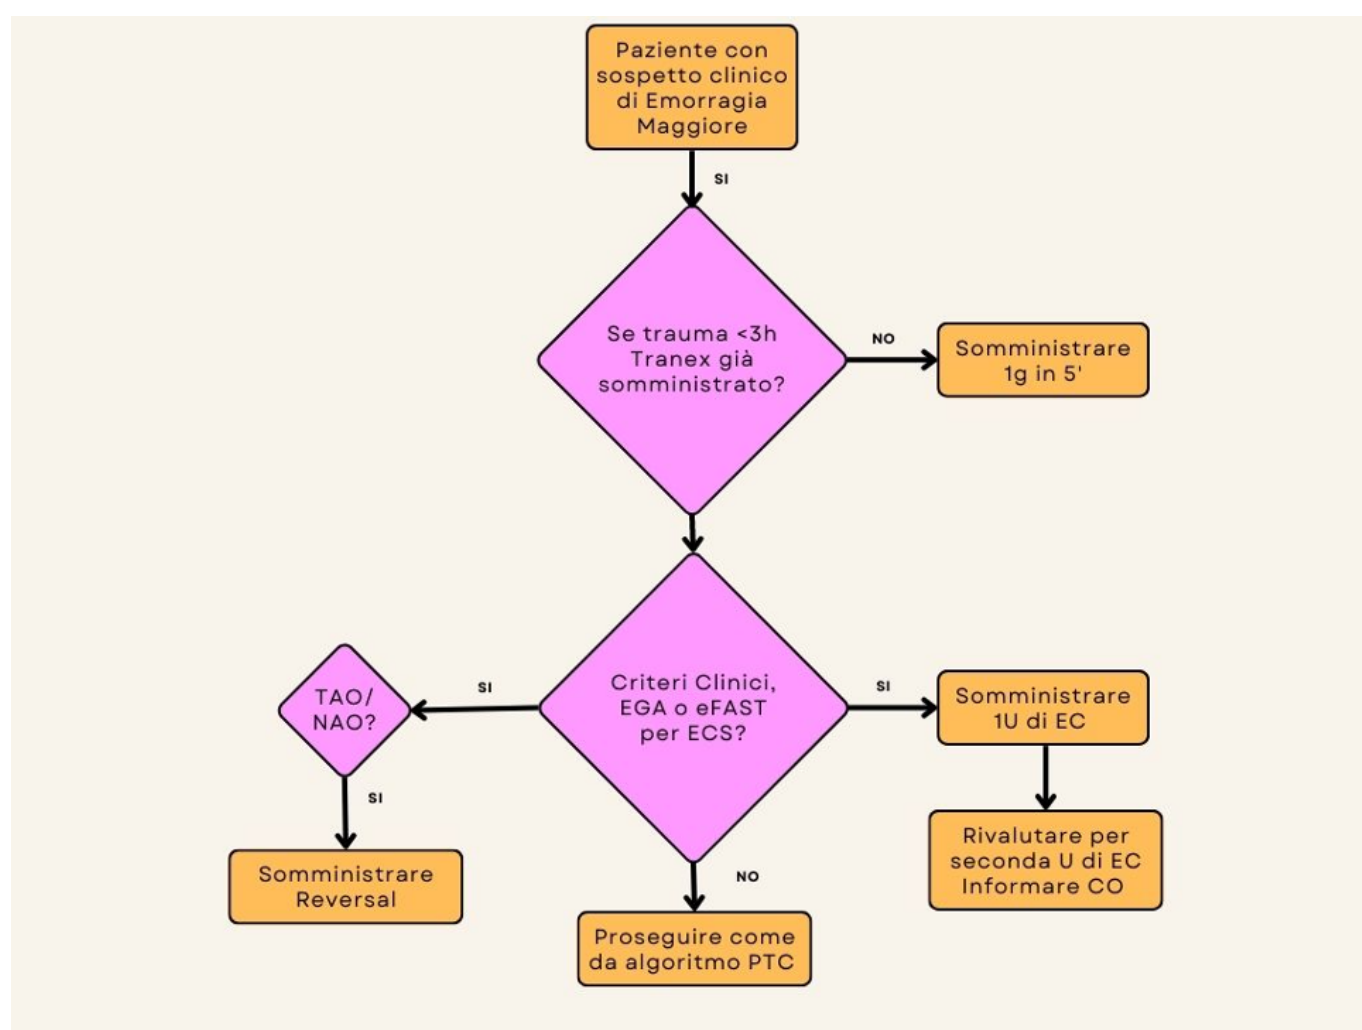 Paziente con
sospetto clinico
di Emorragia
Maggiore
SI
Se trauma <3h
Tranex già
somministrato?
NO
Somministrare
1g in 5'
Criteri Clinici,
EGA o eFAST
per ECS?
SI
TAO/
NAO?
SI
Somministrare
Reversal
SI
Somministrare
1U di EC
Rivalutare per
seconda U di EC
Informare CO
NO
Proseguire come
da algoritmo PTC